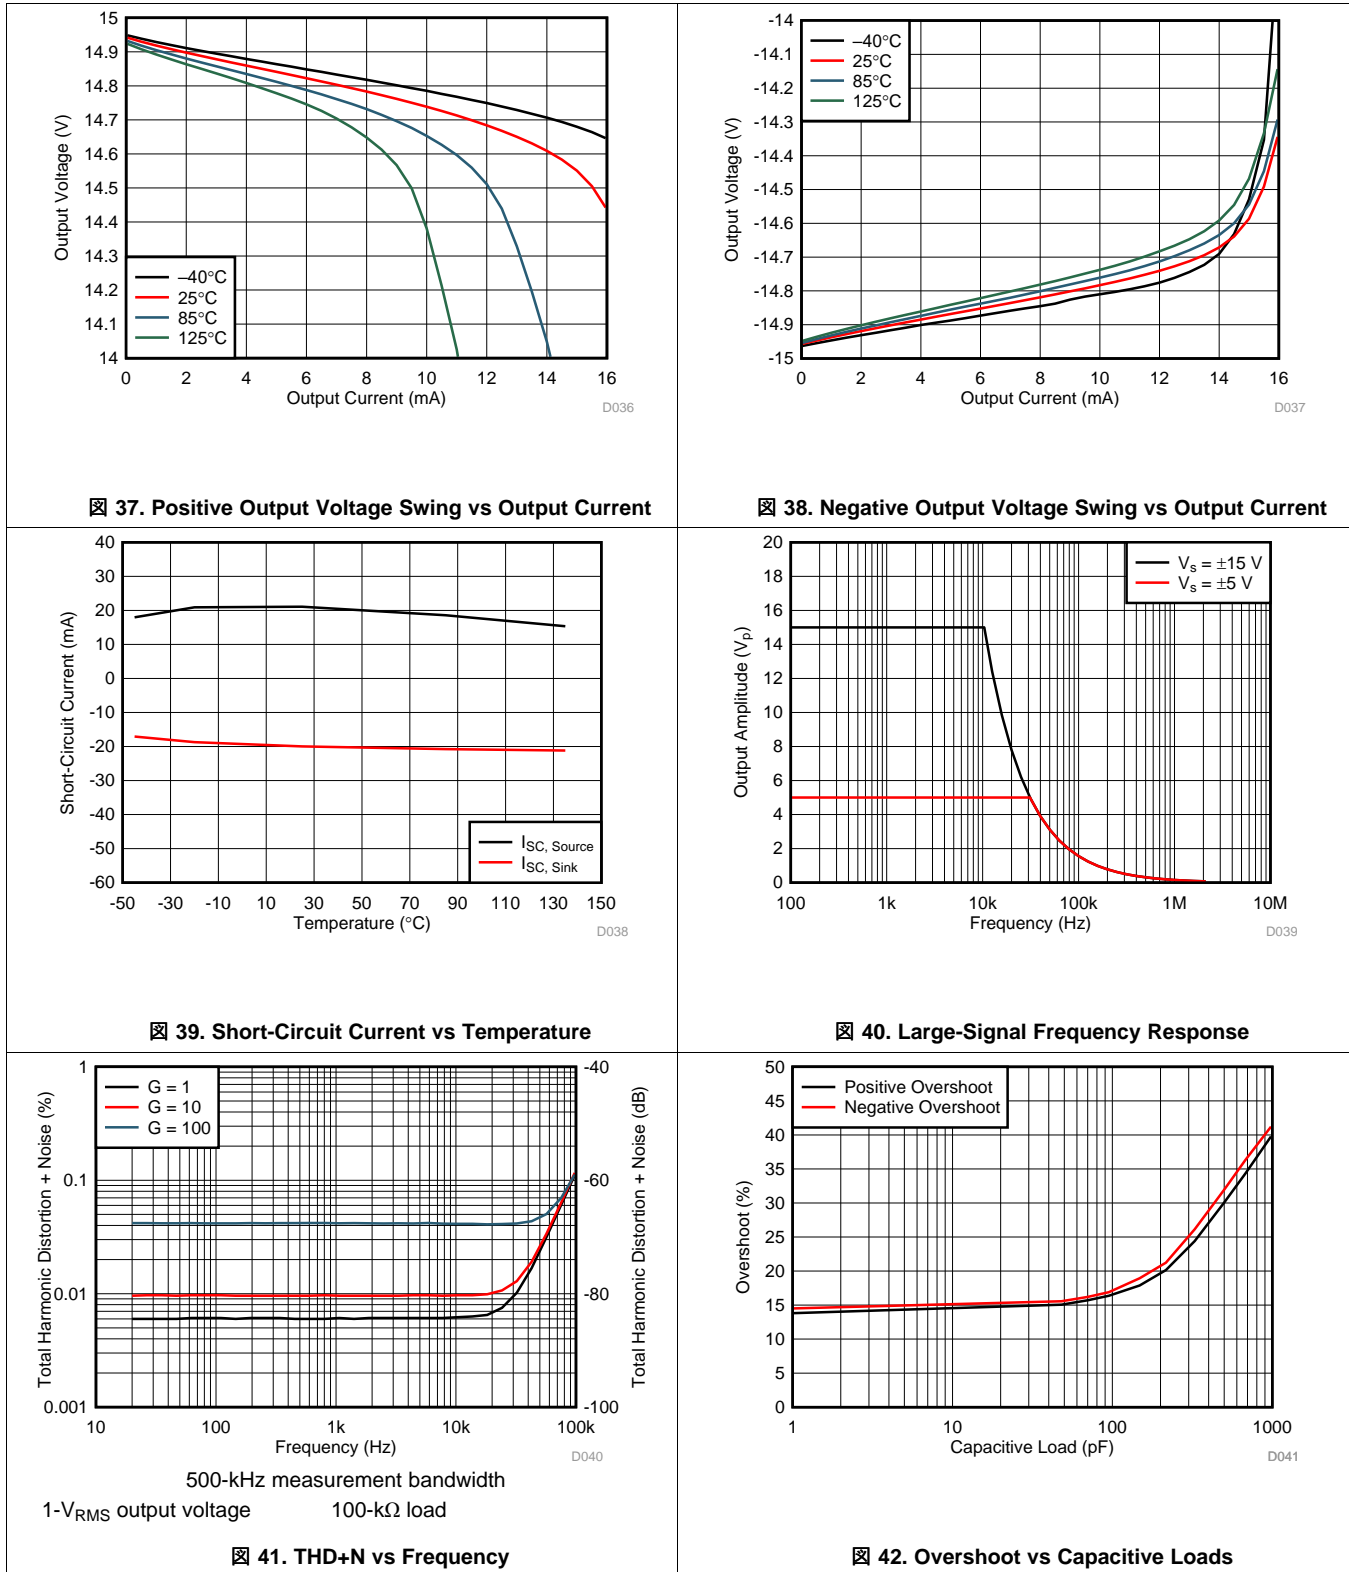 15
14.9
14.8
14.7
14.6
14.5
14.4
14.3
14.2
14.1
14
Output Voltage (V)
–40°C
25°C
85°C
125°C
0 2 4 6 8 10 12 14 16
Output Current (mA)
D036
図 37. Positive Output Voltage Swing vs Output Current
-14
-14.1
-14.2
-14.3
-14.4
-14.5
-14.6
-14.7
-14.8
-14.9
-15
Output Voltage (V)
–40°C
25°C
85°C
125°C
0 2 4 6 8 10 12 14 16
Output Current (mA)
D037
図 38. Negative Output Voltage Swing vs Output Current
40
30
20
10
0
-10
-20
-30
-40
-50
-60
Short-Circuit Current (mA)
ISC, Source
ISC, Sink
-50 -30 -10 10 30 50 70 90 110 130 150
Temperature (°C)
D038
図 39. Short-Circuit Current vs Temperature
20
18
16
14
12
10
8
6
4
2
0
Output Amplitude (Vp)
Vs = ±15 V
Vs = ±5 V
100 1k 10k 100k 1M 10M
Frequency (Hz)
D039
図 40. Large-Signal Frequency Response
1
0.1
0.01
0.001
Total Harmonic Distortion + Noise (%)
G = 1
G = 10
G = 100
-40
-60
-80
-100
Total Harmonic Distortion + Noise (dB)
10 100 1k 10k 100k
Frequency (Hz)
D040
500-kHz measurement bandwidth
1-VRMS output voltage 100-kΩ load
図 41. THD+N vs Frequency
50
45
40
35
30
25
20
15
10
5
0
Overshoot (%)
Positive Overshoot
Negative Overshoot
1 10 100 1000
Capacitive Load (pF)
D041
図 42. Overshoot vs Capacitive Loads